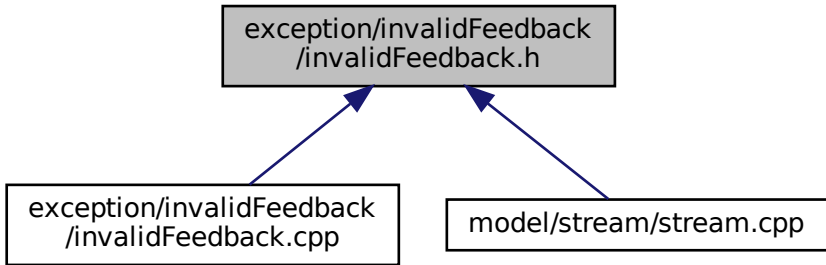 exception/invalidFeedback
/invalidFeedback.h
exception/invalidFeedback
/invalidFeedback.cpp
model/stream/stream.cpp